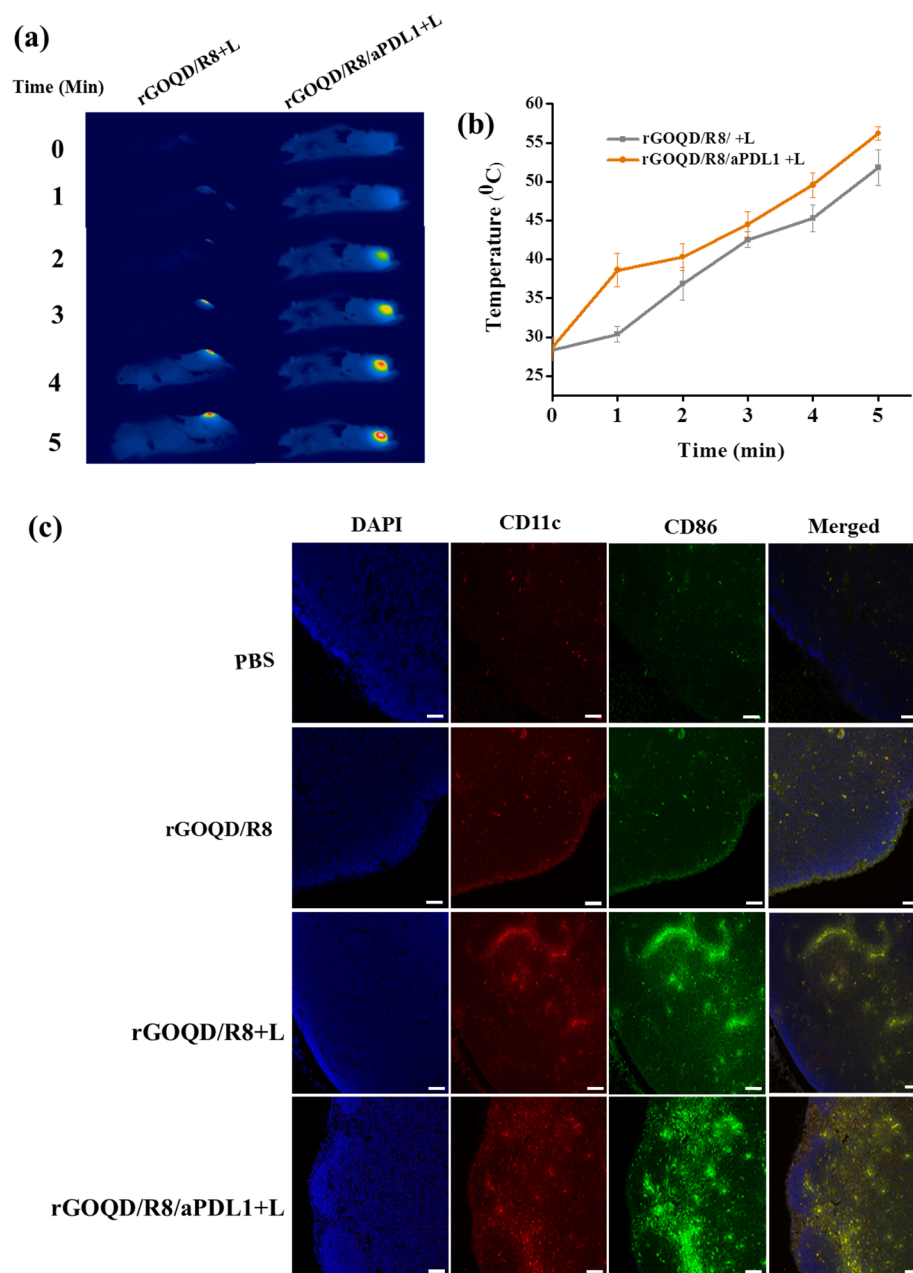 (a)
rGOQD/R8+L
rGOQD/R8/aPDL1+L
Time (Min)
0
1
2
3
4
5
(b)
60
55
50
45
40
35
30
25
Temperature (⁰C)
rGOQD/R8/ +L
rGOQD/R8/aPDL1 +L
0 1 2 3 4 5
Time (min)
(c)
DAPI CD11c CD86 Merged
PBS
rGOQD/R8
rGOQD/R8+L
rGOQD/R8/aPDL1+L